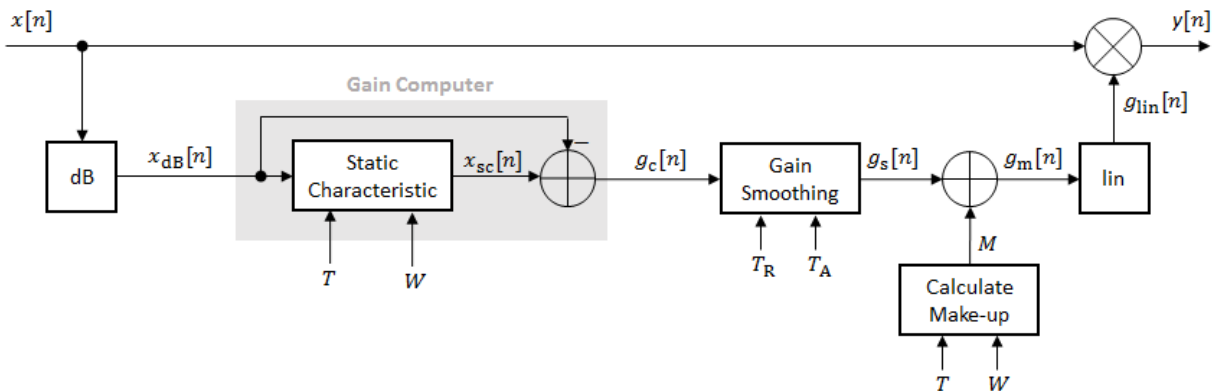 x[n]
y[n]
Gain Computer
g_lin[n]
dB
x_dB[n]
Static
Characteristic
x_sc[n]
−
g_c[n]
Gain
Smoothing
g_s[n]
g_m[n]
lin
T
W
T_R
T_A
M
Calculate
Make-up
T
W